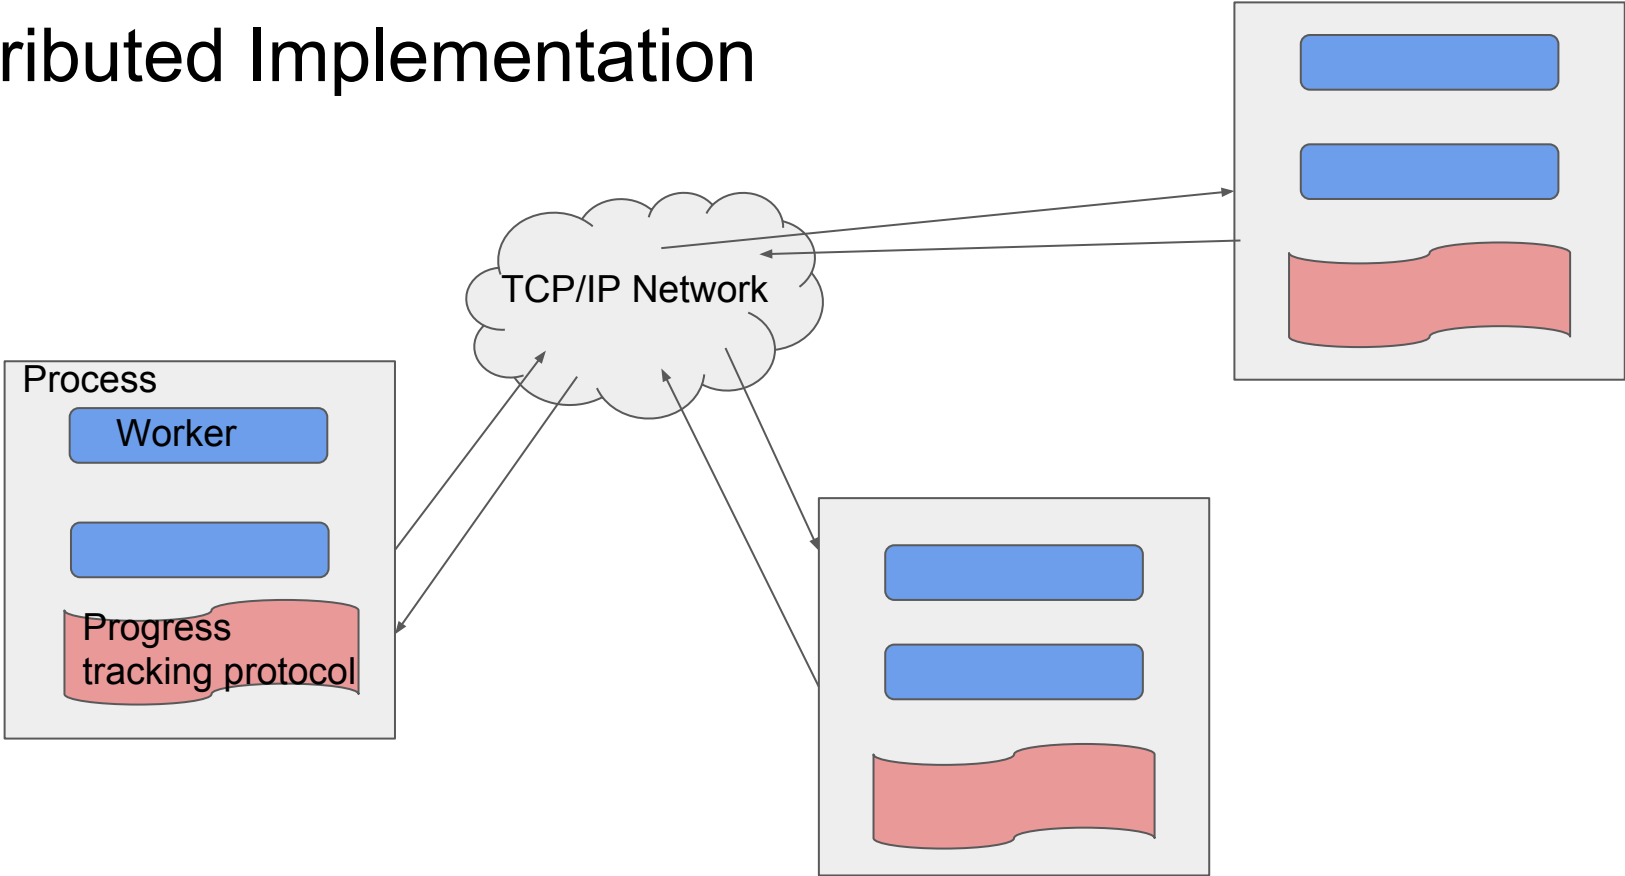 ributed Implementation
TCP/IP Network
Process
Worker
Progress
tracking protocol